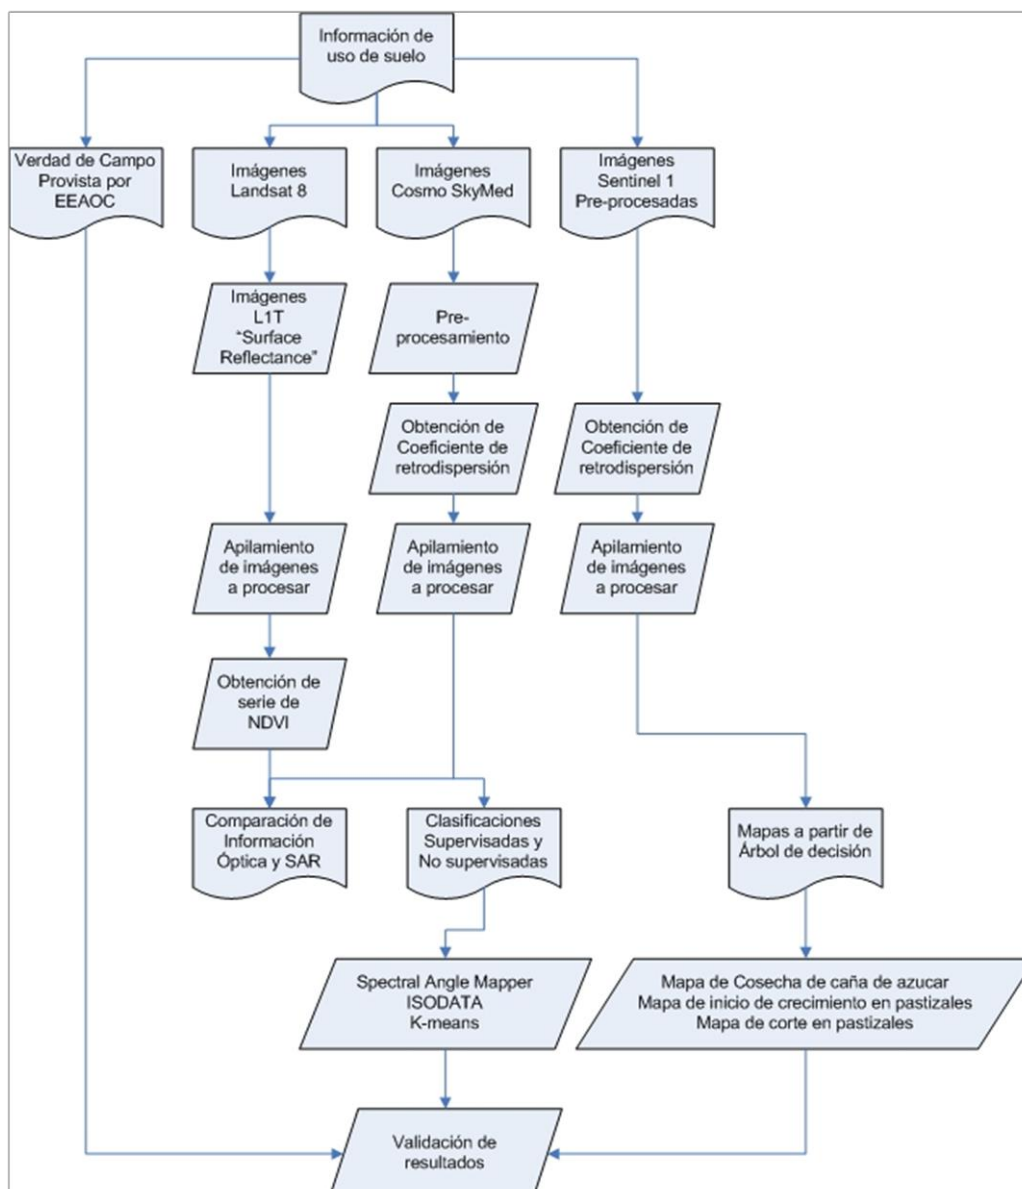 Información de
uso de suelo
Verdad de Campo
Provista por
EEAOC
Imágenes
Landsat 8
Imágenes
Cosmo SkyMed
Imágenes
Sentinel 1
Pre-procesadas
Imágenes
L1T
“Surface
Reflectance”
Pre-
procesamiento
Obtención de
Coeficiente de
retrodispersión
Obtención de
Coeficiente de
retrodispersión
Apilamiento
de imágenes
a procesar
Apilamiento
de imágenes
a procesar
Apilamiento
de imágenes
a procesar
Obtención de
serie de
NDVI
Comparación de
Información
Óptica y SAR
Clasificaciones
Supervisadas y
No supervisadas
Mapas a partir de
Árbol de decisión
Spectral Angle Mapper
ISODATA
K-means
Mapa de Cosecha de caña de azucar
Mapa de inicio de crecimiento en pastizales
Mapa de corte en pastizales
Validación de
resultados